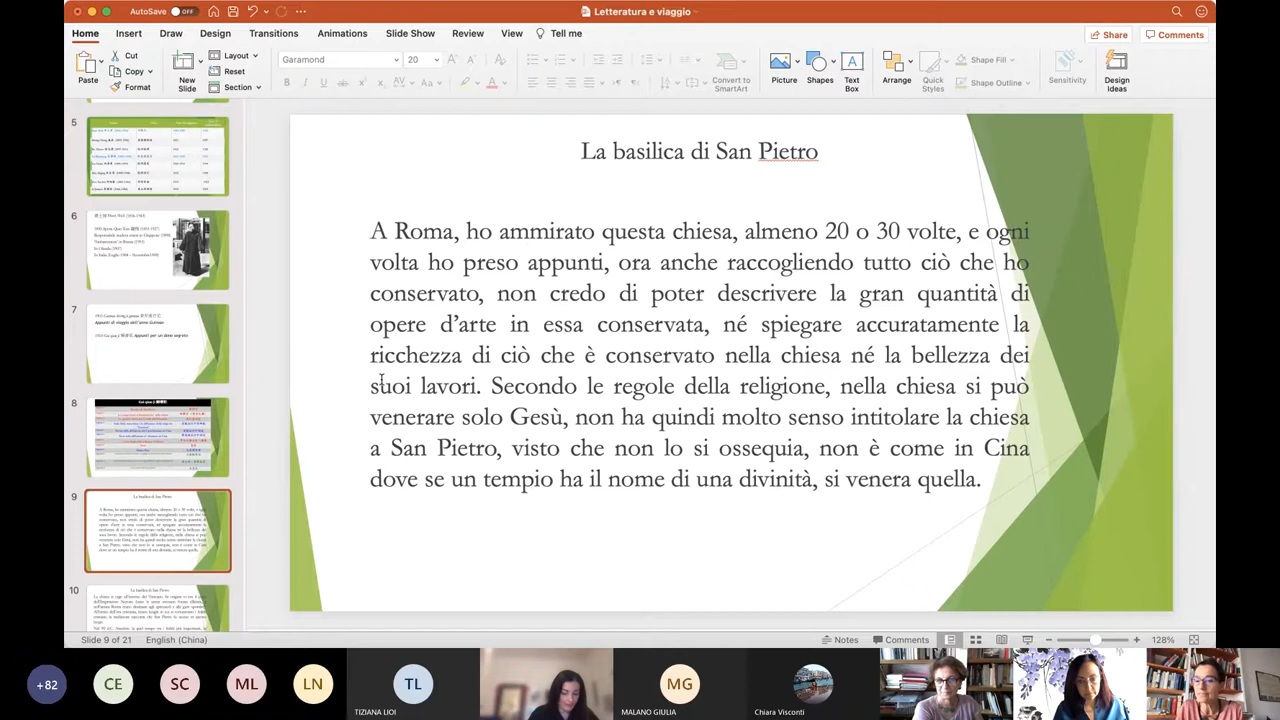 AutoSave OFF
Letteratura e viaggio
Home Insert Draw Design Transitions Animations Slide Show Review View Tell me
Share Comments
Paste
Cut
Copy
Format
New Slide
Layout
Reset
Section
Garamond 20
Convert to SmartArt
Picture Shapes Text Box
Arrange Quick Styles
Shape Fill
Shape Outline
Sensitivity
Design Ideas
5
6
7
8
9
10
La basilica di San Pietro
A Roma, ho ammirato questa chiesa, almeno 20 o 30 volte, e ogni
volta ho preso appunti, ora anche raccogliendo tutto ciò che ho
conservato, non credo di poter descrivere la gran quantità di
opere d’arte in essa conservata, né spiegare accuratamente la
ricchezza di ciò che è conservato nella chiesa né la bellezza dei
suoi lavori. Secondo le regole della religione, nella chiesa si può
venerare solo Gesù non ha quindi molto senso intitolare la chiesa
a San Pietro, visto che non lo si ossequia, non è come in Cina
dove se un tempio ha il nome di una divinità, si venera quella.
Slide 9 of 21 English (China)
Notes Comments 128%
+82 CE SC ML LN TL MG
TIZIANA LIOI MALANO GIULIA Chiara Visconti